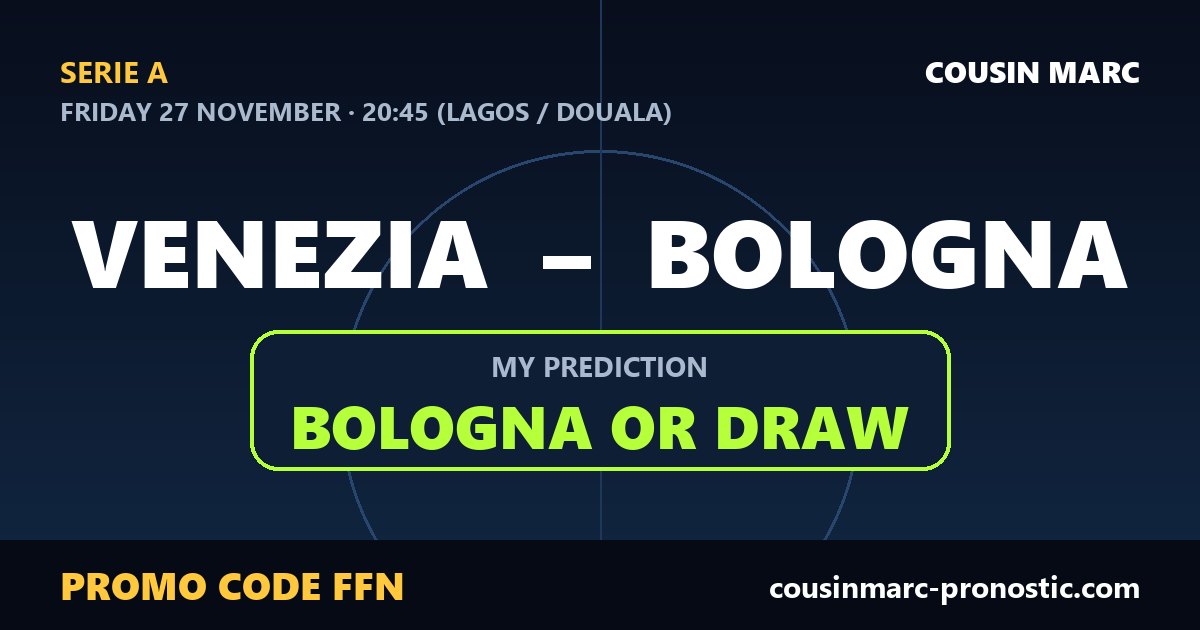 SERIE A
COUSIN MARC
FRIDAY 27 NOVEMBER · 20:45 (LAGOS / DOUALA)
VENEZIA – BOLOGNA
MY PREDICTION
BOLOGNA OR DRAW
PROMO CODE FFN
cousinmarc-pronostic.com